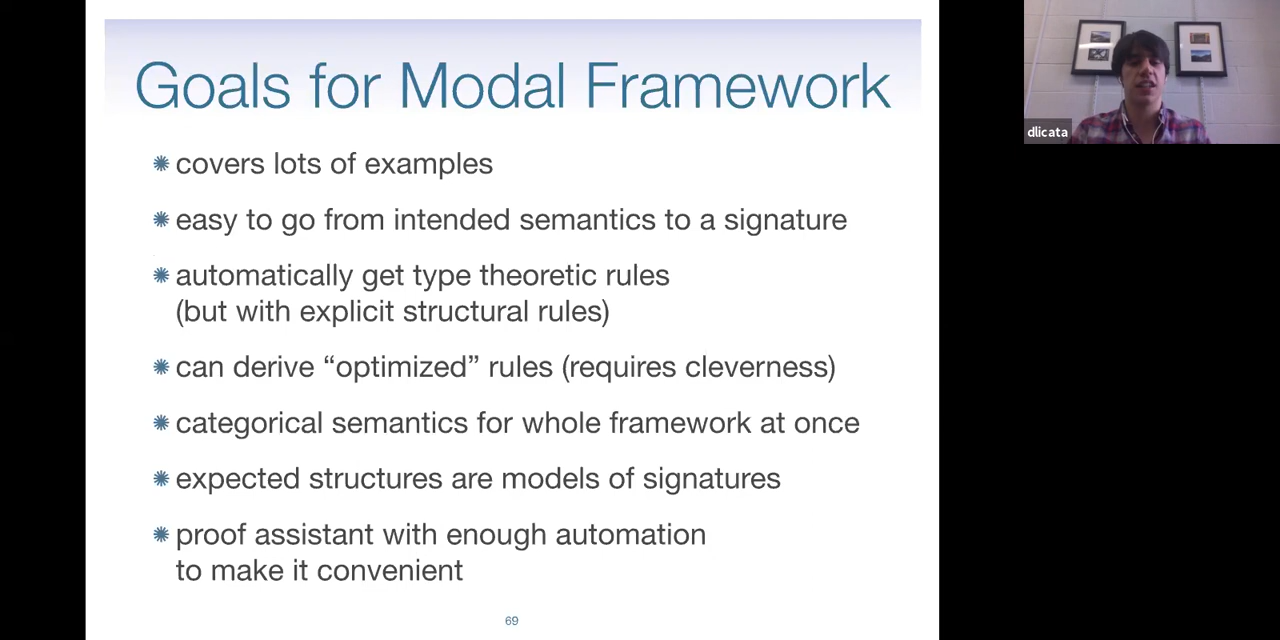 Goals for Modal Framework
covers lots of examples
easy to go from intended semantics to a signature
automatically get type theoretic rules
(but with explicit structural rules)
can derive “optimized” rules (requires cleverness)
categorical semantics for whole framework at once
expected structures are models of signatures
proof assistant with enough automation
to make it convenient
69
dlicata